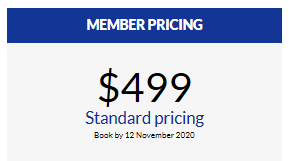 MEMBER PRICING
$499
Standard pricing
Book by 12 November 2020